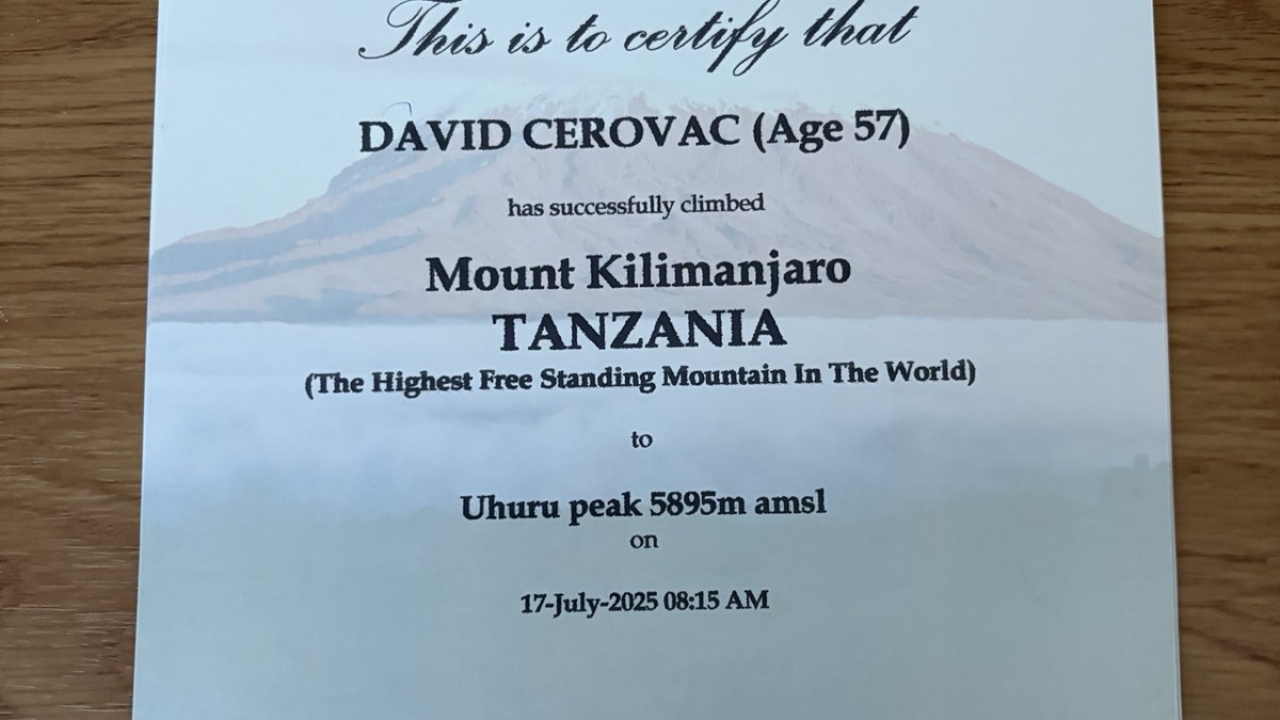 This is to certify that
DAVID CEROVAC (Age 57)
has successfully climbed
Mount Kilimanjaro
TANZANIA
(The Highest Free Standing Mountain In The World)
to
Uhuru peak 5895m amsl
on
17-July-2025 08:15 AM